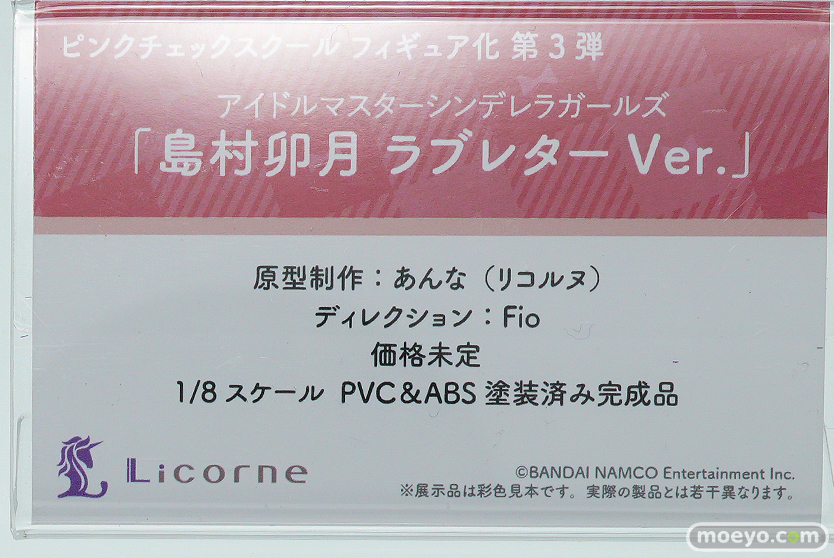 ピンクチェックスクール フィギュア化 第3弾
アイドルマスターシンデレラガールズ
「島村卯月 ラブレター Ver.」
原型制作：あんな（リコルヌ）
ディレクション：Fio
価格未定
1/8スケール PVC&ABS塗装済み完成品
Licorne
©BANDAI NAMCO Entertainment Inc.
※展示品は彩色見本です。実際の製品とは若干異なります。
moeyo.com